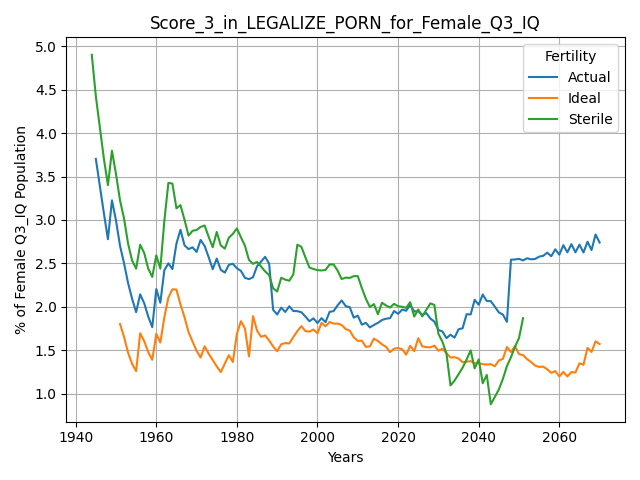 Score_3_in_LEGALIZE_PORN_for_Female_Q3_IQ
% of Female Q3_IQ Population
5.0
4.5
4.0
3.5
3.0
2.5
2.0
1.5
1.0
Fertility
Actual
Ideal
Sterile
1940
1960
1980
2000
2020
2040
2060
Years